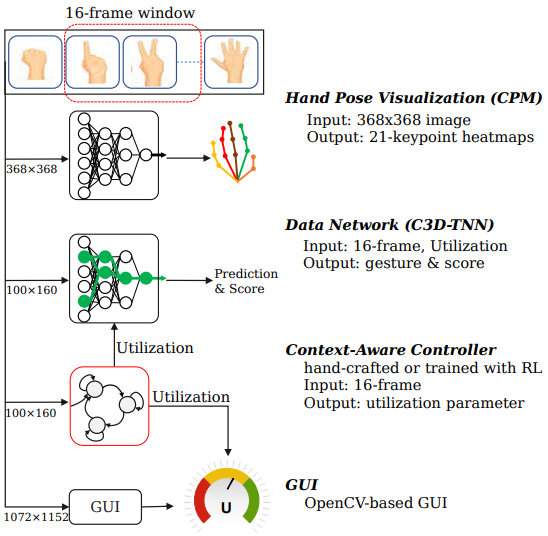 16-frame window
Hand Pose Visualization (CPM)
Input: 368x368 image
Output: 21-keypoint heatmaps
368×368
Data Network (C3D-TNN)
Input: 16-frame, Utilization
Output: gesture & score
Prediction
& Score
100×160
Utilization
Context-Aware Controller
hand-crafted or trained with RL
Input: 16-frame
Output: utilization parameter
Utilization
100×160
GUI
OpenCV-based GUI
GUI
U
1072×1152